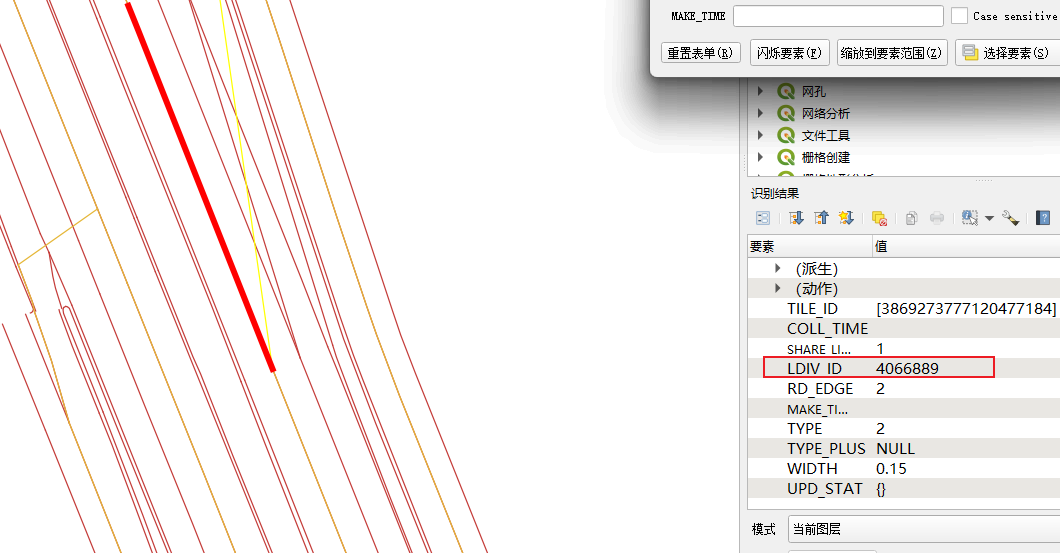 MAKE_TIME
Case sensitive
重置表单(R)
闪烁要素(F)
缩放到要素范围(Z)
选择要素(S)
网孔
网络分析
文件工具
栅格创建
识别结果
要素 值
(派生)
(动作)
TILE_ID [3869273777120477184]
COLL_TIME
SHARE_LI... 1
LDIV_ID 4066889
RD_EDGE 2
MAKE_TI...
TYPE 2
TYPE_PLUS NULL
WIDTH 0.15
UPD_STAT {}
模式 当前图层